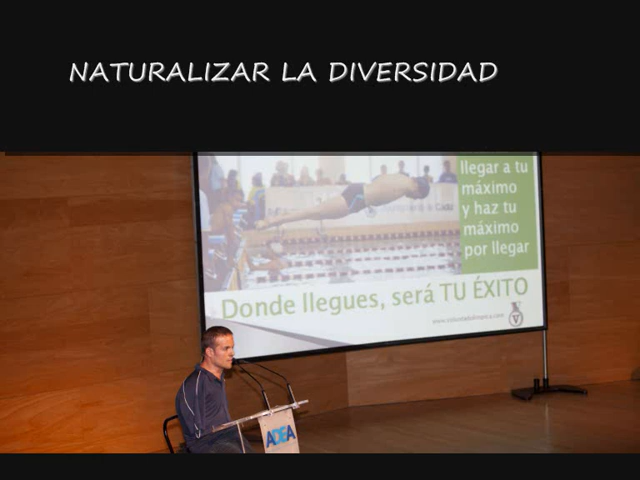 NATURALIZAR LA DIVERSIDAD
llegar a tu
máximo
y haz tu
máximo
por llegar
Donde llegues, será TU ÉXITO
V
ADEA